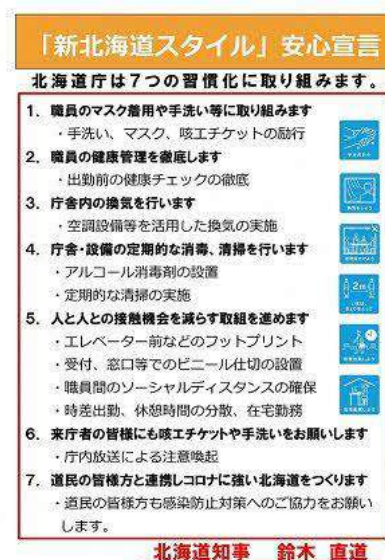 「新北海道スタイル」安心宣言
北海道庁は7つの習慣化に取り組みます。
1. 職員のマスク着用や手洗い等に取り組みます
・手洗い、マスク、咳エチケットの励行
2. 職員の健康管理を徹底します
・出勤前の健康チェックの徹底
3. 庁舎内の換気を行います
・空調設備等を活用した換気の実施
4. 庁舎・設備の定期的な消毒、清掃を行います
・アルコール消毒剤の設置
・定期的な清掃の実施
2m
5. 人と人との接触機会を減らす取組を進めます
・エレベーター前などのフットプリント
・受付、窓口等でのビニール仕切の設置
・職員間のソーシャルディスタンスの確保
・時差出勤、休憩時間の分散、在宅勤務
6. 来庁者の皆様にも咳エチケットや手洗いをお願いします
・庁内放送による注意喚起
7. 道民の皆様方と連携しコロナに強い北海道をつくります
・道民の皆様方も感染防止対策へのご協力をお願い
します。
北海道知事 鈴木 直道